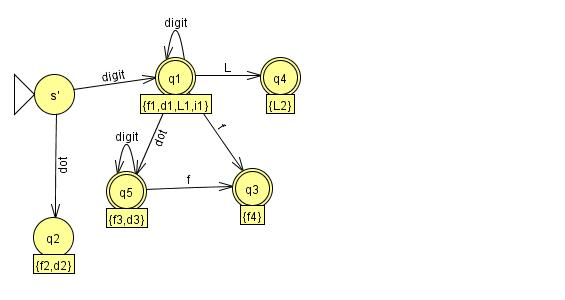 digit
digit
s'
q1
L
q4
{f1,d1,L1,i1}
{L2}
dot
dot
f
digit
q5
f
q3
{f3,d3}
{f4}
q2
{f2,d2}